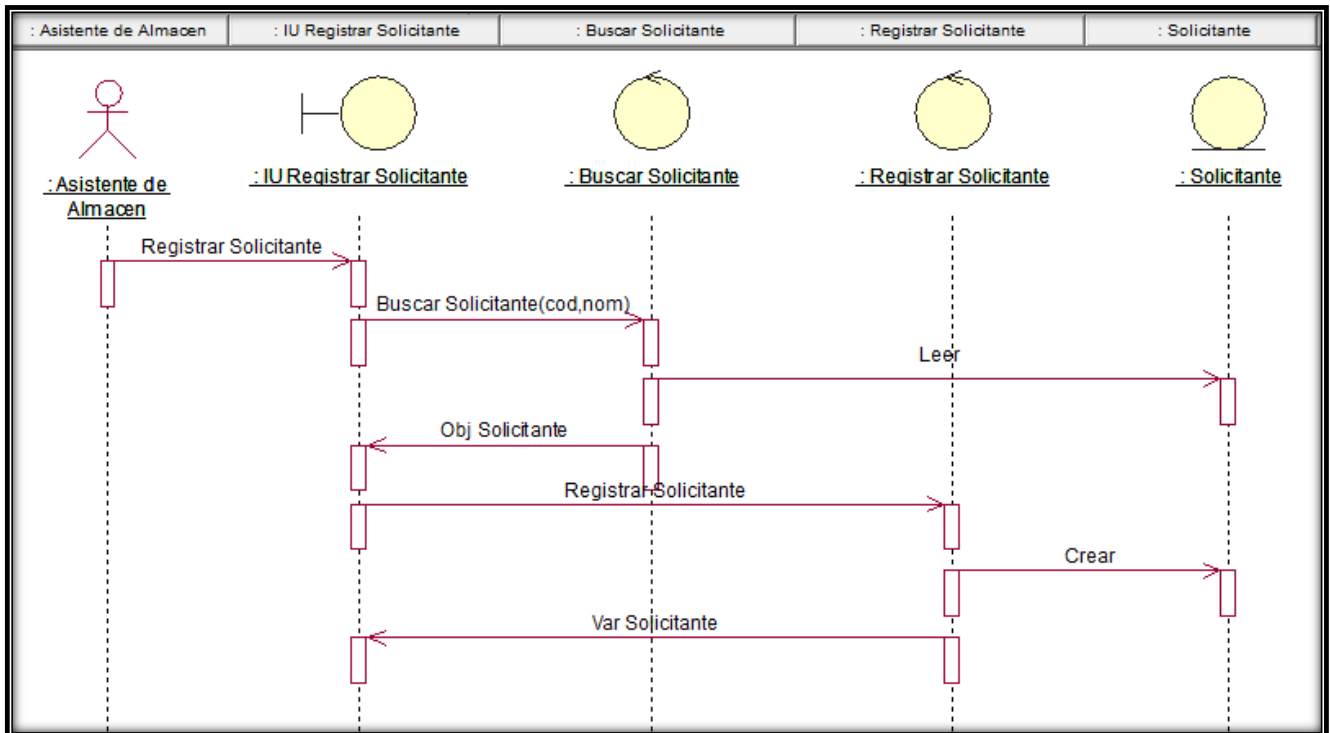 : Asistente de Almacen
: IU Registrar Solicitante
: Buscar Solicitante
: Registrar Solicitante
: Solicitante
: Asistente de
Almacen
: IU Registrar Solicitante
: Buscar Solicitante
: Registrar Solicitante
: Solicitante
Registrar Solicitante
Buscar Solicitante(cod,nom)
Leer
Obj Solicitante
Registrar Solicitante
Crear
Var Solicitante